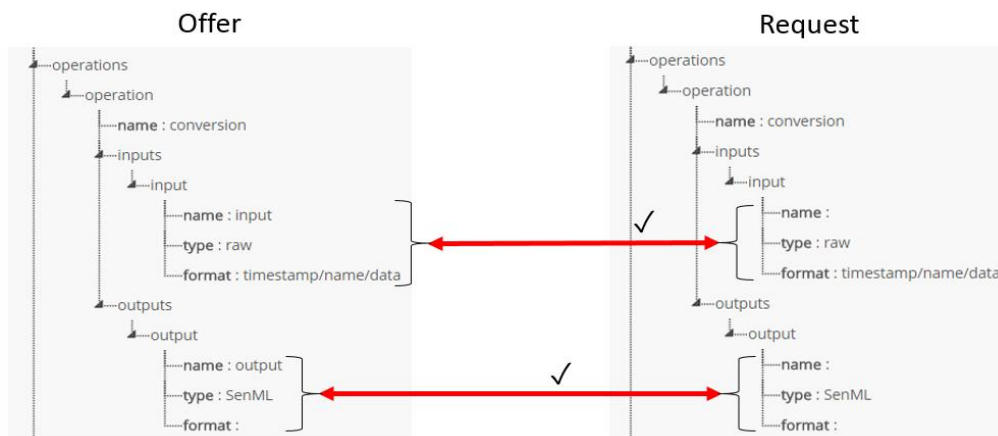 Offer
operations
operation
name : conversion
inputs
input
name : input
type : raw
format : timestamp/name/data
outputs
output
name : output
type : SenML
format :
✓
✓
Request
operations
operation
name : conversion
inputs
input
name :
type : raw
format : timestamp/name/data
outputs
output
name :
type : SenML
format :